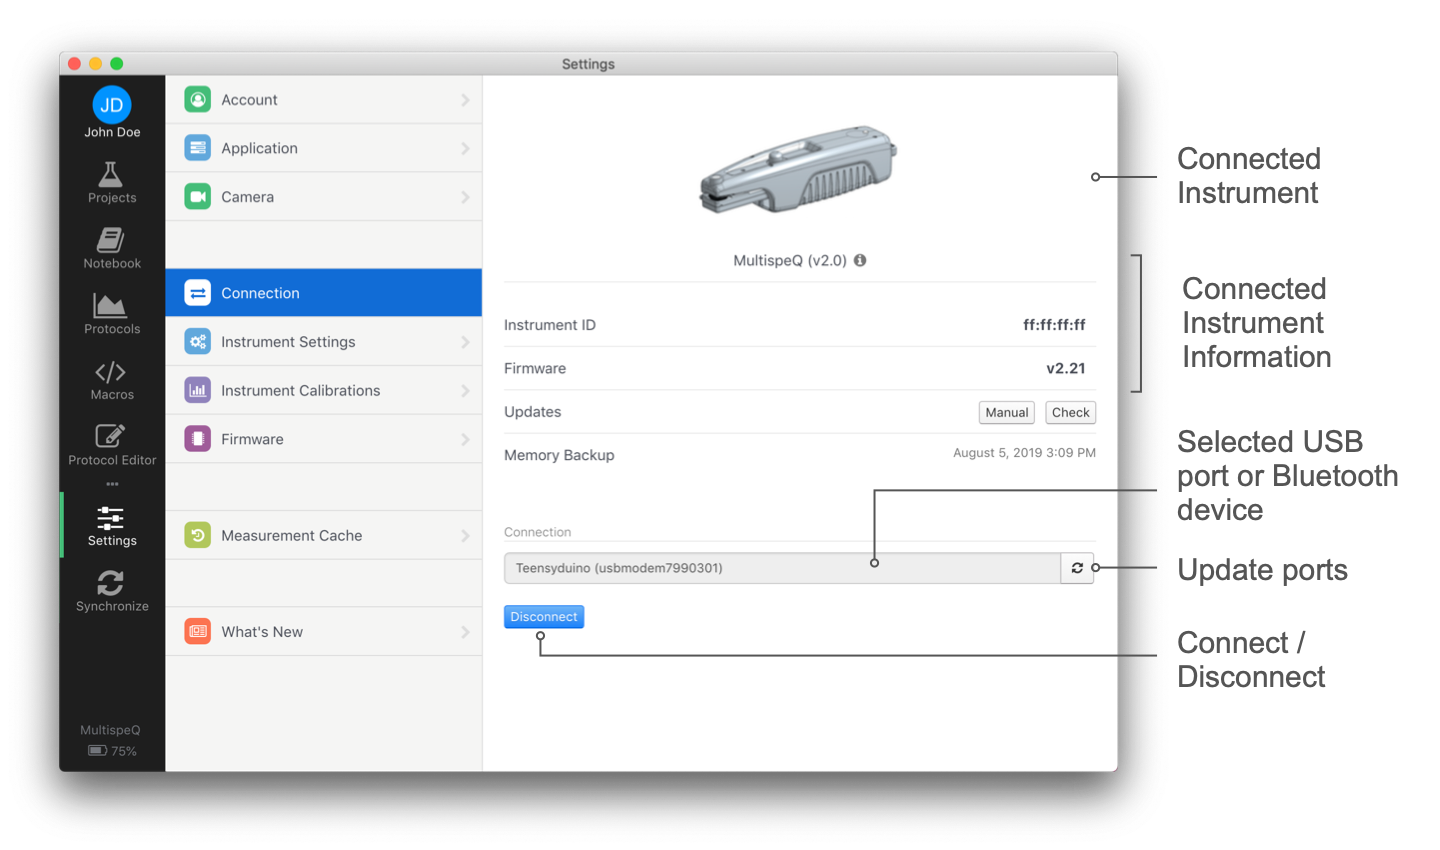 Settings
JD
John Doe
Projects
Notebook
Protocols
Macros
Protocol Editor
Settings
Synchronize
MultispeQ
75%
Account
Application
Camera
Connection
Instrument Settings
Instrument Calibrations
Firmware
Measurement Cache
What's New
MultispeQ (v2.0)
Instrument ID ff:ff:ff:ff
Firmware v2.21
Updates Manual Check
Memory Backup August 5, 2019 3:09 PM
Connection
Teensyduino (usbmodem7990301)
Disconnect
Connected
Instrument
Connected
Instrument
Information
Selected USB
port or Bluetooth
device
Update ports
Connect /
Disconnect